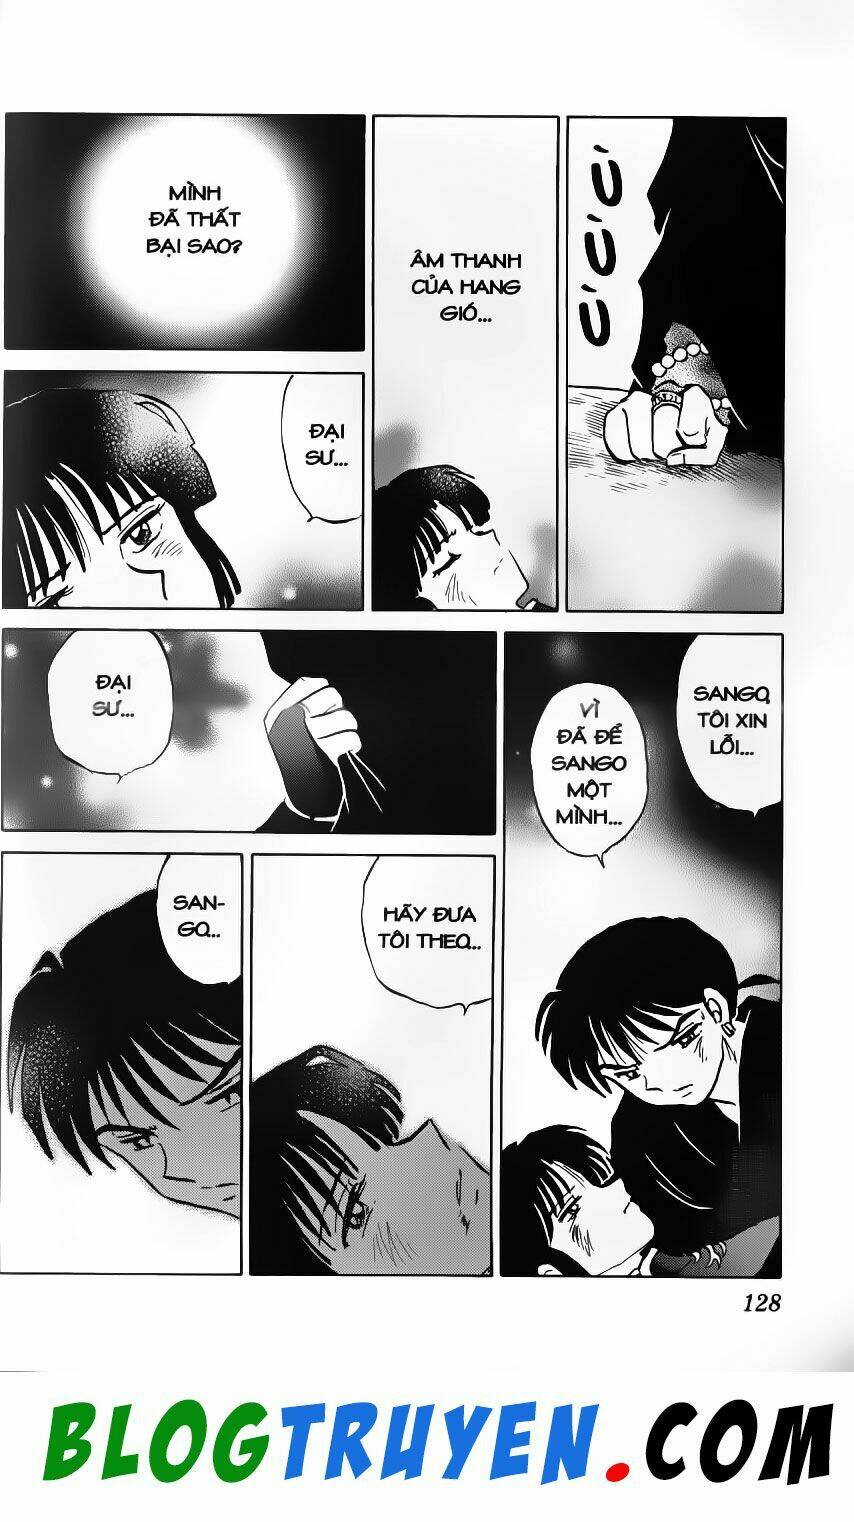 MÌNH
ĐÃ THẤT
BẠI SAO?
ÂM THANH
CỦA HANG
GIÓ...
ĐẠI
SƯ...
ĐẠI
SƯ...
SANGO,
TÔI XIN
LỖI...
VÌ
ĐÃ ĐỂ
SANGO
MỘT
MÌNH...
SAN-
GO...
HÃY ĐƯA
TÔI THEO...
128
BLOGTRUYEN.COM